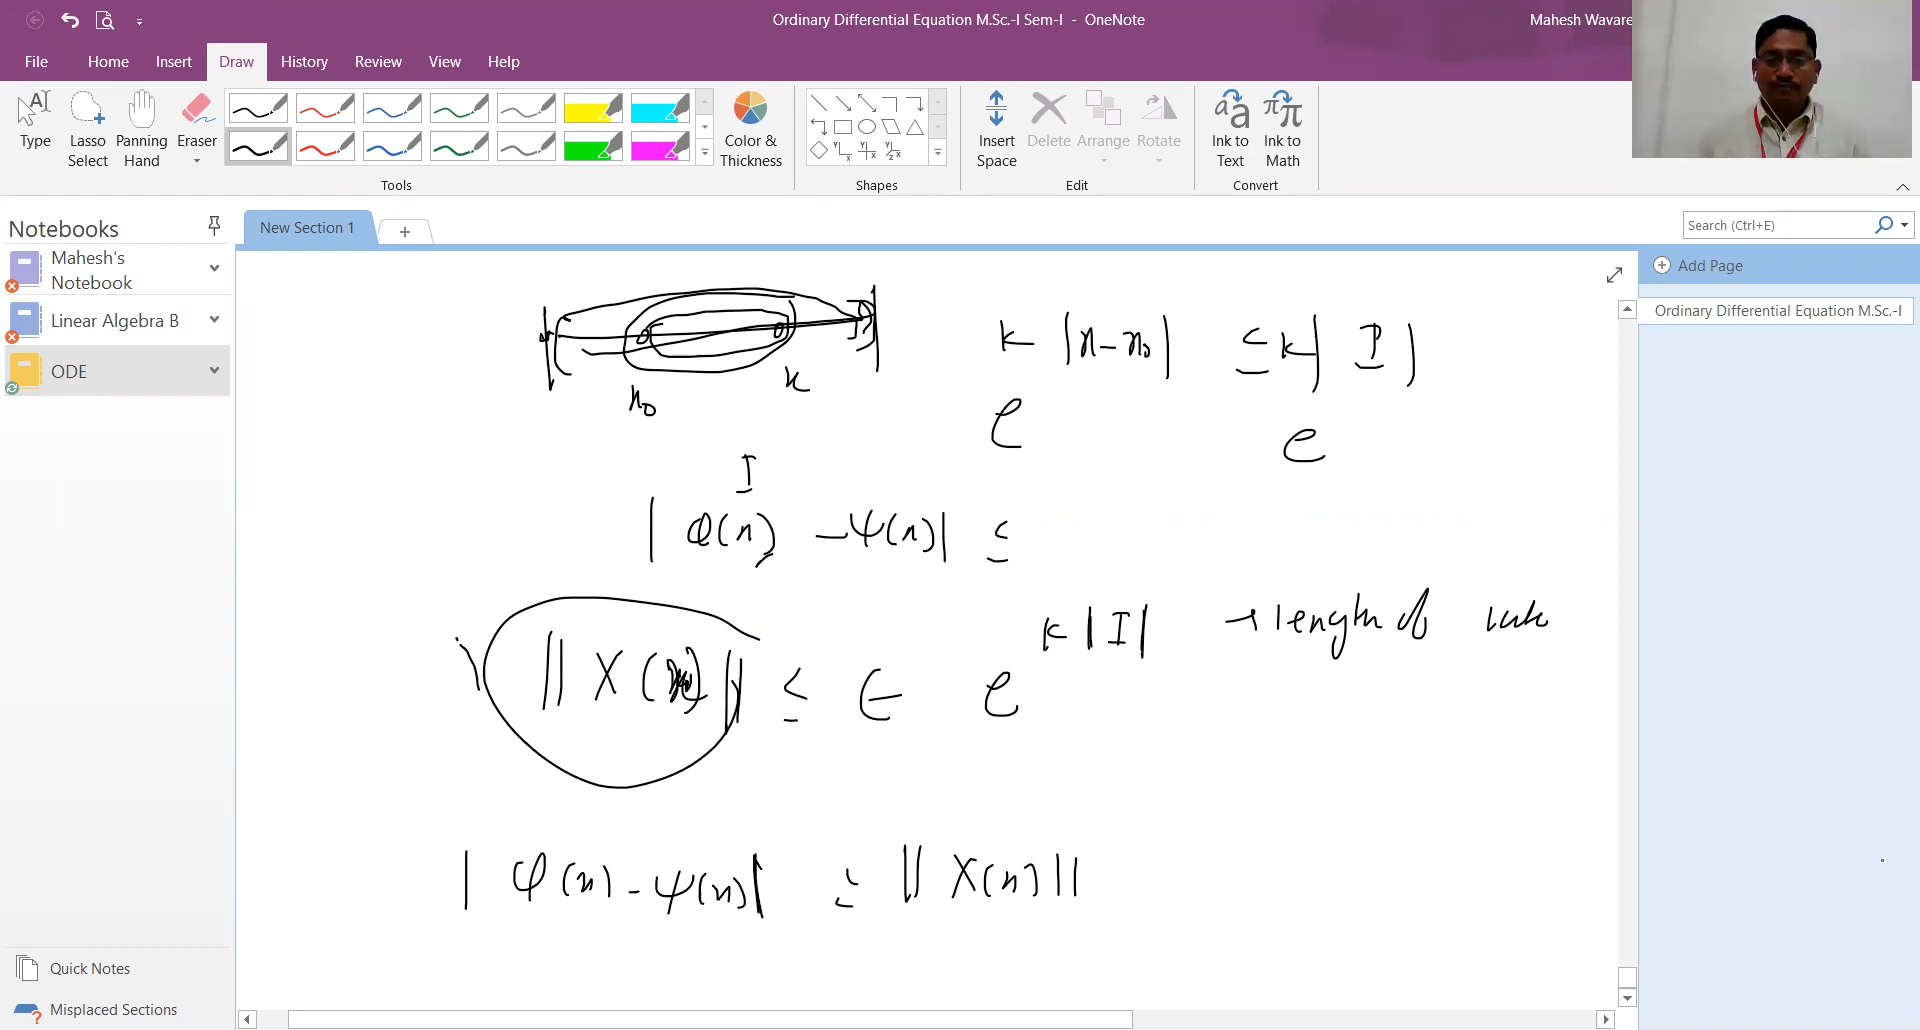 Ordinary Differential Equation M.Sc.-I Sem-I - OneNote
Mahesh Wavare
File Home Insert Draw History Review View Help
Type
Lasso Select
Panning Hand
Eraser
Color & Thickness
Insert Space
Delete
Arrange
Rotate
Ink to Text
Ink to Math
Tools
Shapes
Edit
Convert
Notebooks
New Section 1
+
Search (Ctrl+E)
Mahesh's Notebook
Linear Algebra B
ODE
Add Page
Ordinary Differential Equation M.Sc.-I
x₀ x
e^{k|x-x₀|} ≤ e^{k|I|}
I
|φ(x) - ψ(x)| ≤
|| X(x) || ≤ ∈ e^{k|I|} → length of
|φ(x) - ψ(x)| ≤ || X(x) ||
Quick Notes
Misplaced Sections